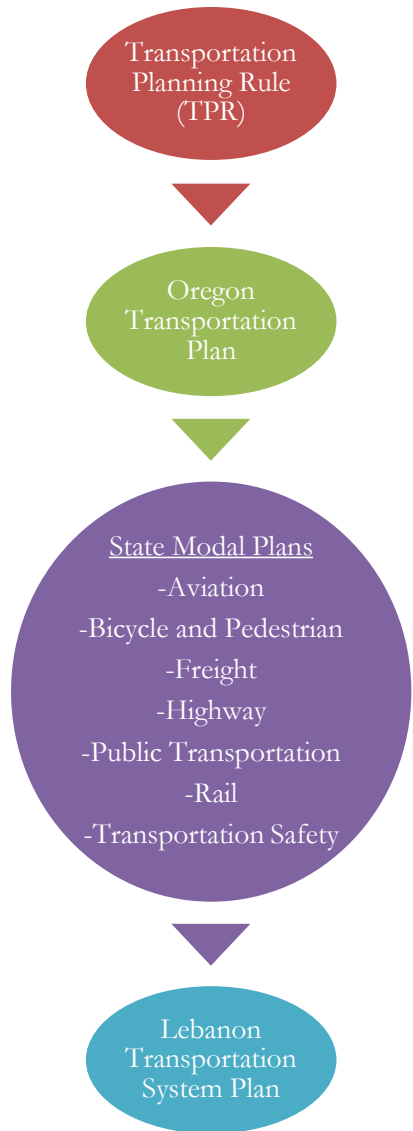 Transportation
Planning Rule
(TPR)
Oregon
Transportation
Plan
State Modal Plans
-Aviation
-Bicycle and Pedestrian
-Freight
-Highway
-Public Transportation
-Rail
-Transportation Safety
Lebanon
Transportation
System Plan